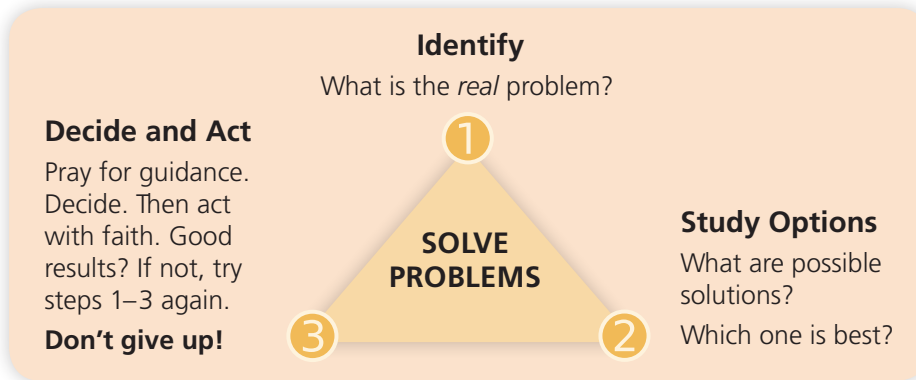 Identify
What is the real problem?
1
SOLVE
PROBLEMS
Study Options
What are possible
solutions?
Which one is best?
2
Decide and Act
Pray for guidance.
Decide. Then act
with faith. Good
results? If not, try
steps 1–3 again.
Don’t give up!
3